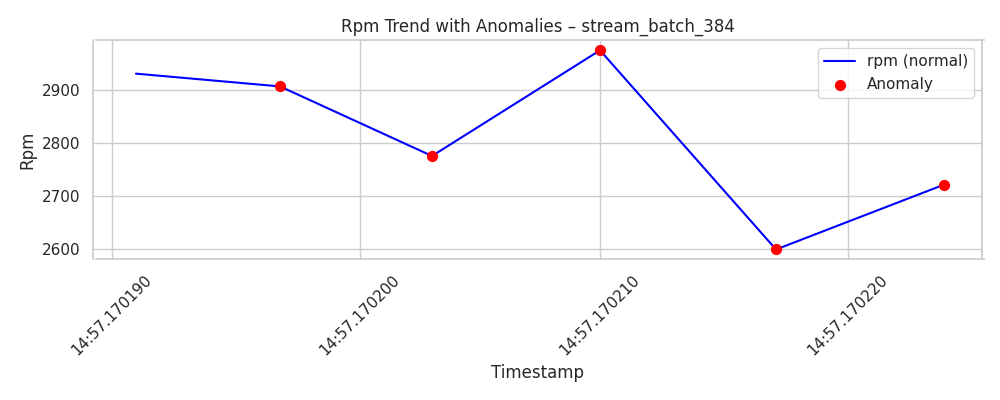 Rpm Trend with Anomalies – stream_batch_384
rpm (normal)
Anomaly
Rpm
2900
2800
2700
2600
14:57.170190
14:57.170200
14:57.170210
14:57.170220
Timestamp